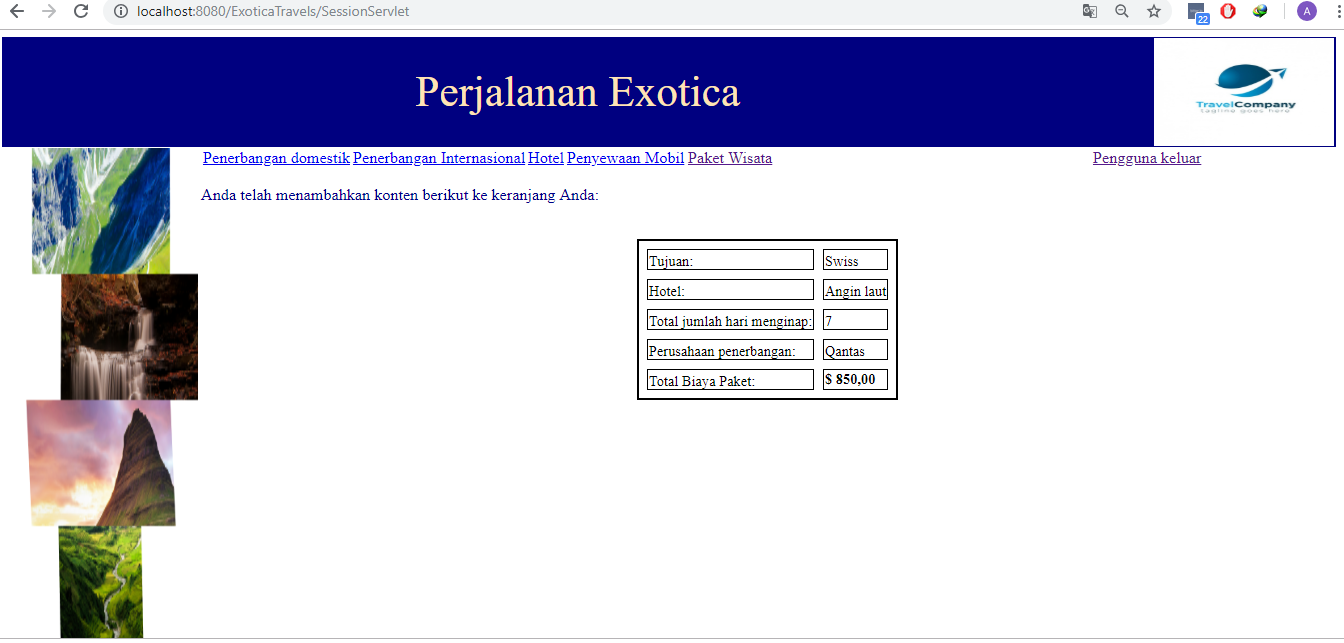 localhost:8080/ExoticaTravels/SessionServlet
22
A
Perjalanan Exotica
TravelCompany
tagline goes here
Penerbangan domestik Penerbangan Internasional Hotel Penyewaan Mobil Paket Wisata Pengguna keluar
Anda telah menambahkan konten berikut ke keranjang Anda:
Tujuan: Swiss
Hotel: Angin laut
Total jumlah hari menginap: 7
Perusahaan penerbangan: Qantas
Total Biaya Paket: $ 850,00